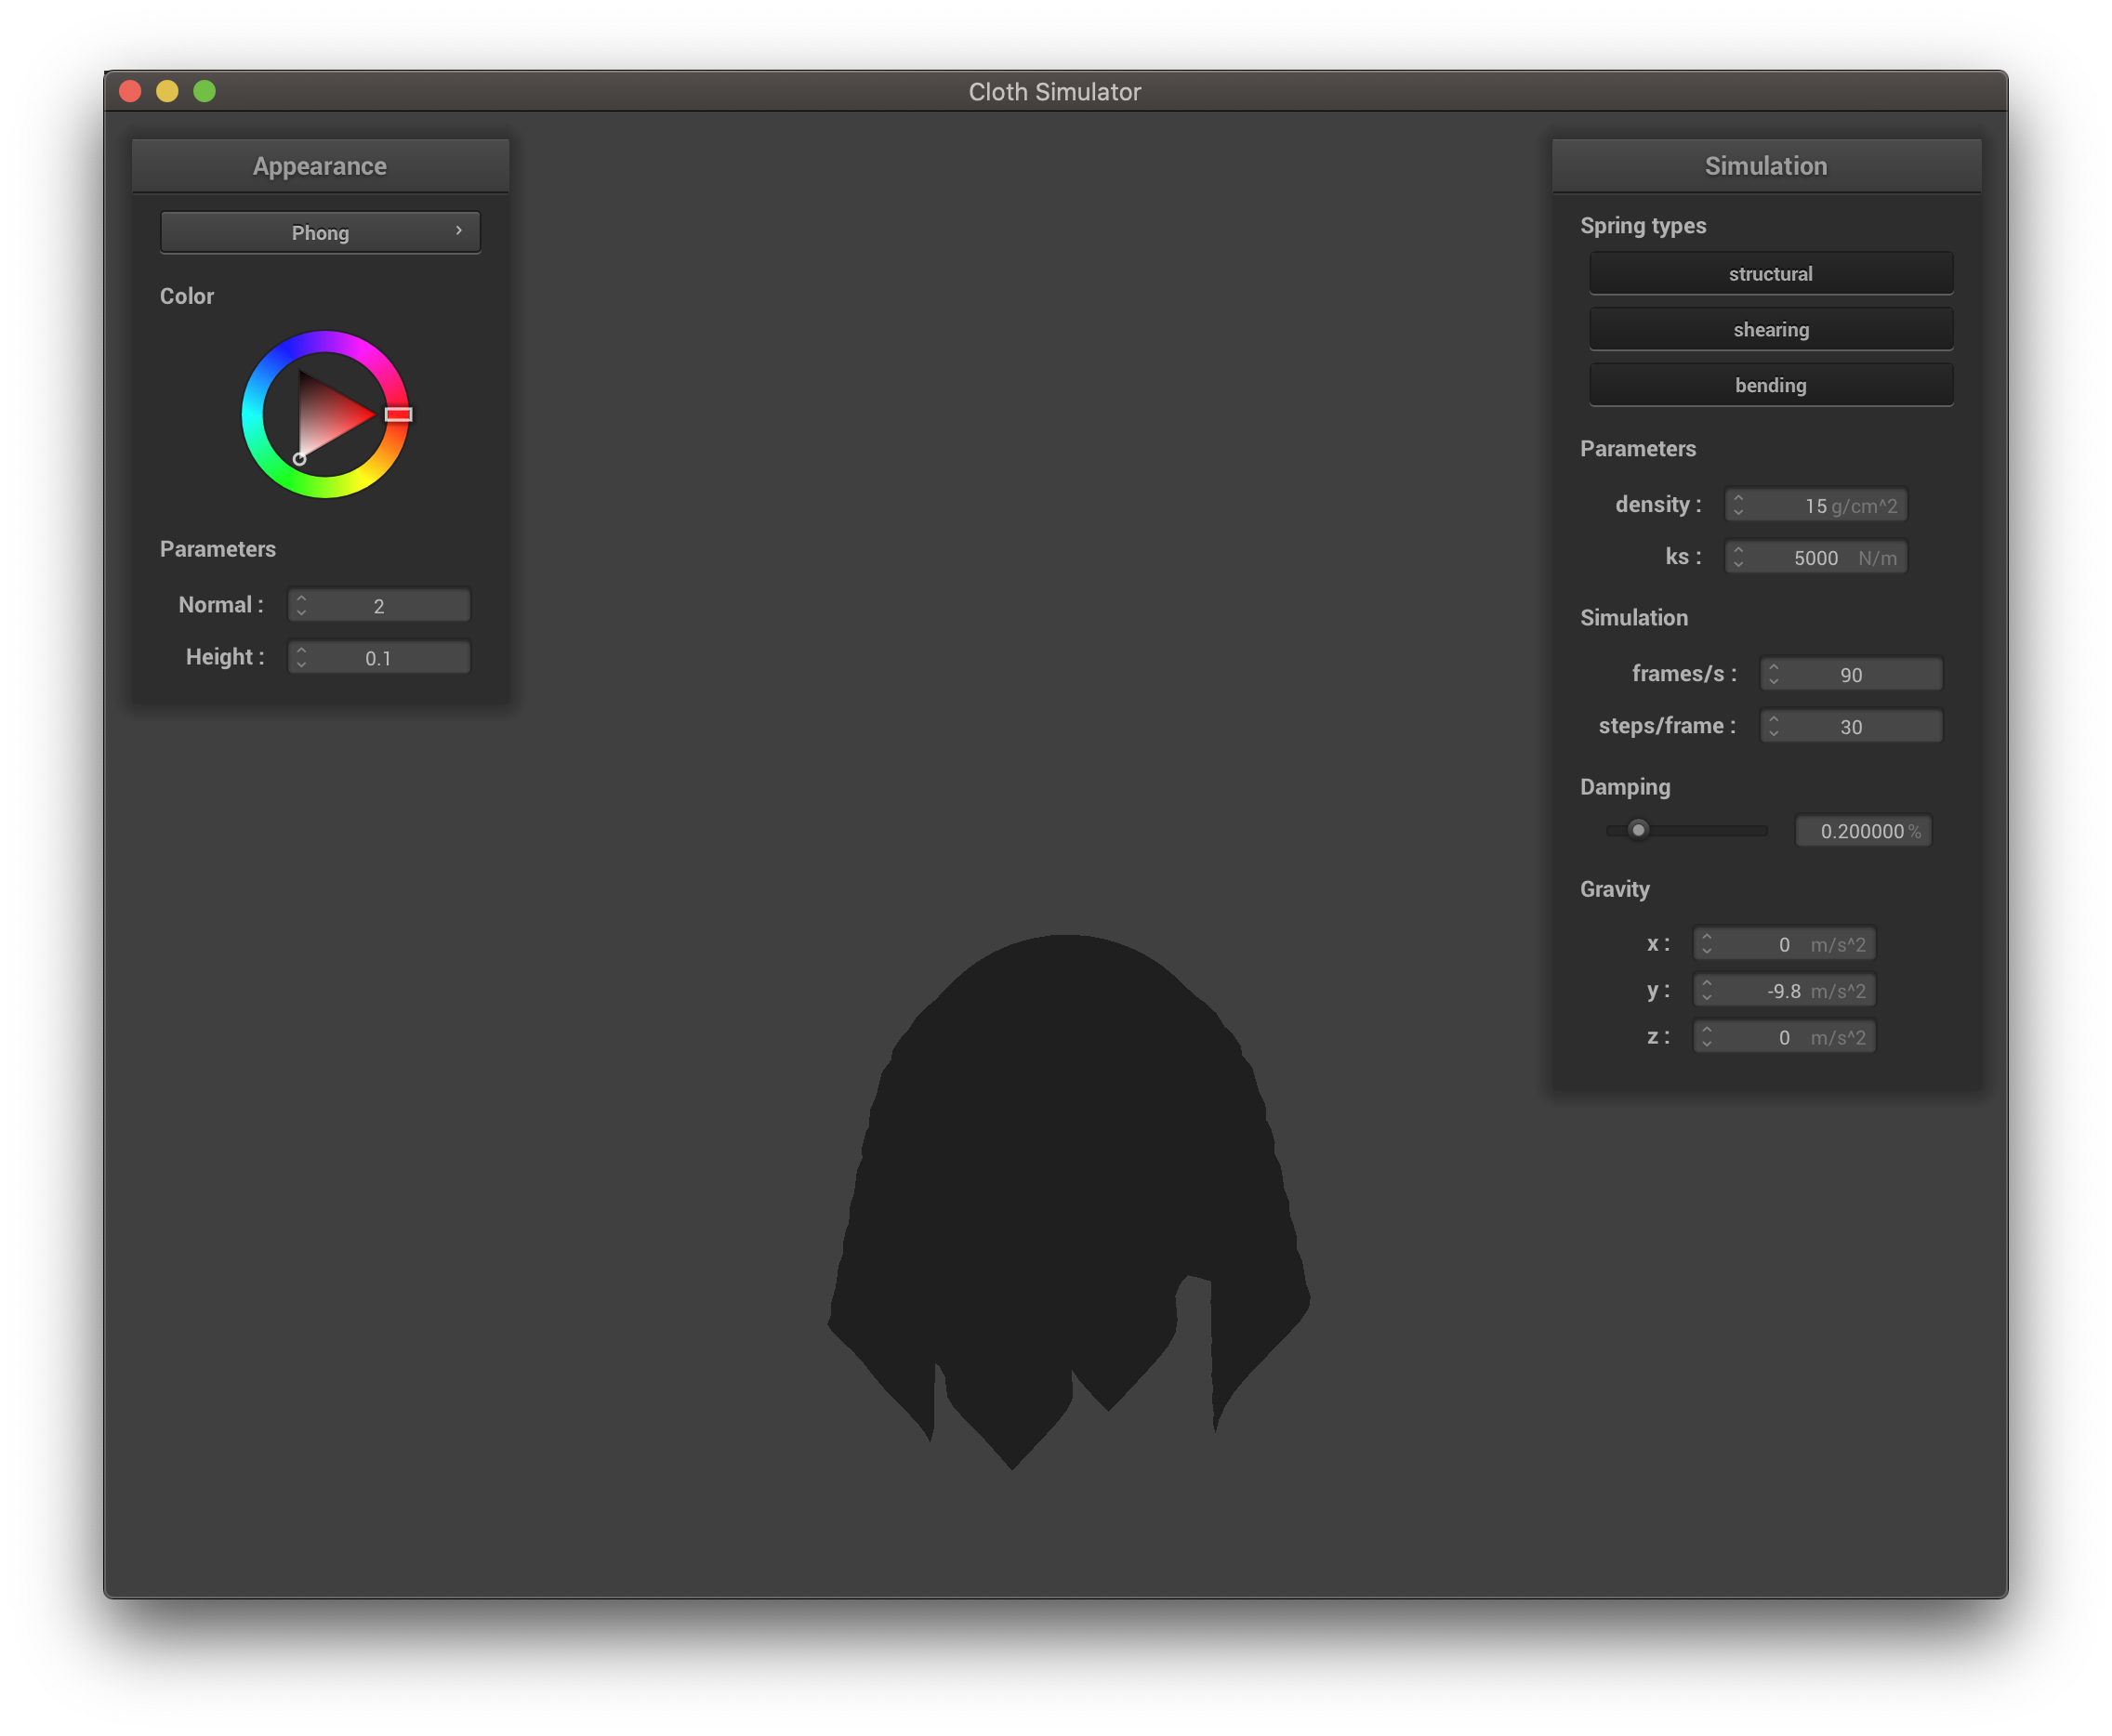 Cloth Simulator
Appearance
Phong
Color
Parameters
Normal : 2
Height : 0.1
Simulation
Spring types
structural
shearing
bending
Parameters
density : 15 g/cm^2
ks : 5000 N/m
Simulation
frames/s : 90
steps/frame : 30
Damping
0.200000 %
Gravity
x : 0 m/s^2
y : -9.8 m/s^2
z : 0 m/s^2